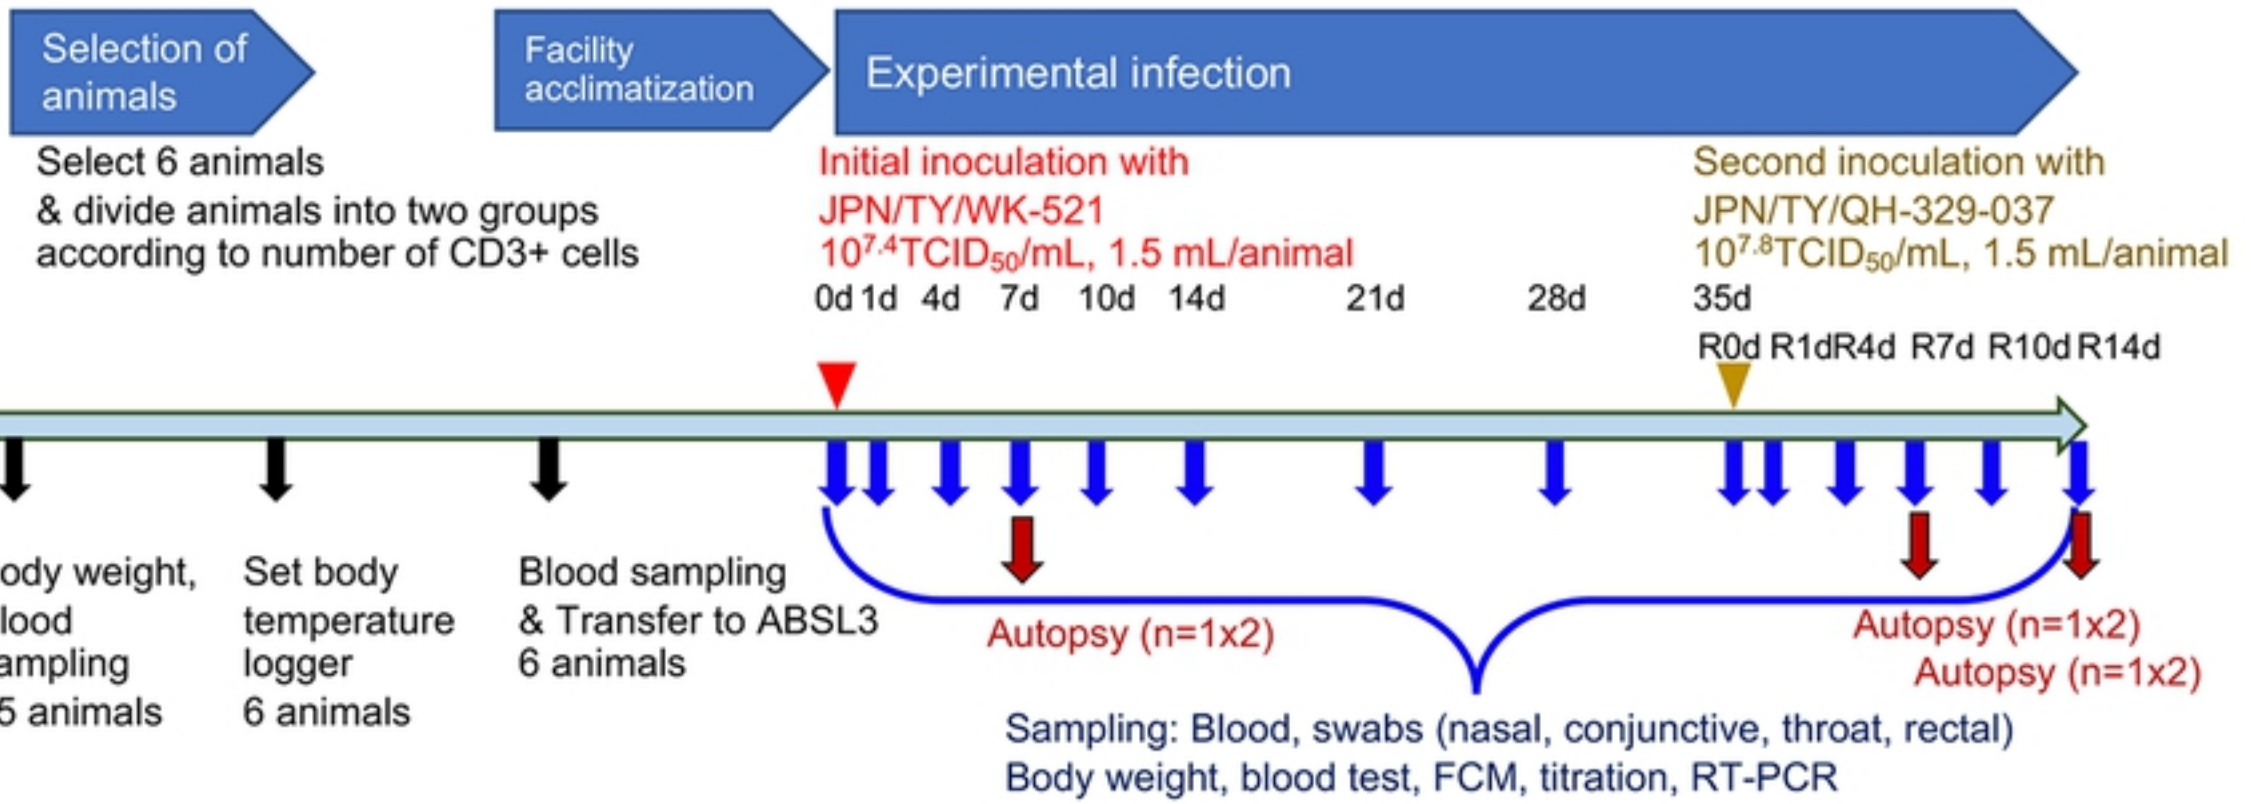 Selection of
animals
Facility
acclimatization
Experimental infection
Select 6 animals
& divide animals into two groups
according to number of CD3+ cells
Initial inoculation with
JPN/TY/WK-521
10^7.4TCID50/mL, 1.5 mL/animal
Second inoculation with
JPN/TY/QH-329-037
10^7.8TCID50/mL, 1.5 mL/animal
0d 1d 4d 7d 10d 14d 21d 28d 35d
R0d R1dR4d R7d R10d R14d
ody weight,
lood
ampling
5 animals
Set body
temperature
logger
6 animals
Blood sampling
& Transfer to ABSL3
6 animals
Autopsy (n=1x2)
Autopsy (n=1x2)
Autopsy (n=1x2)
Sampling: Blood, swabs (nasal, conjunctive, throat, rectal)
Body weight, blood test, FCM, titration, RT-PCR